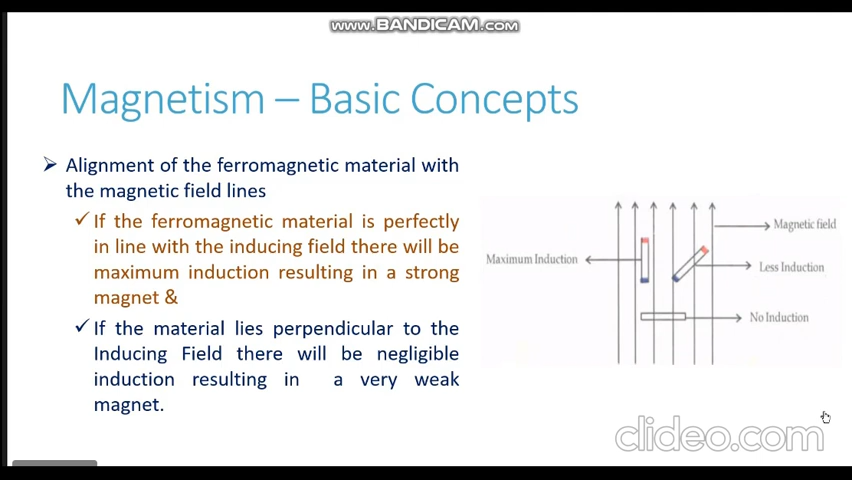 www.BANDICAM.com
Magnetism – Basic Concepts
Alignment of the ferromagnetic material with
the magnetic field lines
If the ferromagnetic material is perfectly
in line with the inducing field there will be
maximum induction resulting in a strong
magnet &
If the material lies perpendicular to the
Inducing Field there will be negligible
induction resulting in a very weak
magnet.
Magnetic field
Maximum Induction
Less Induction
No Induction
clideo.com